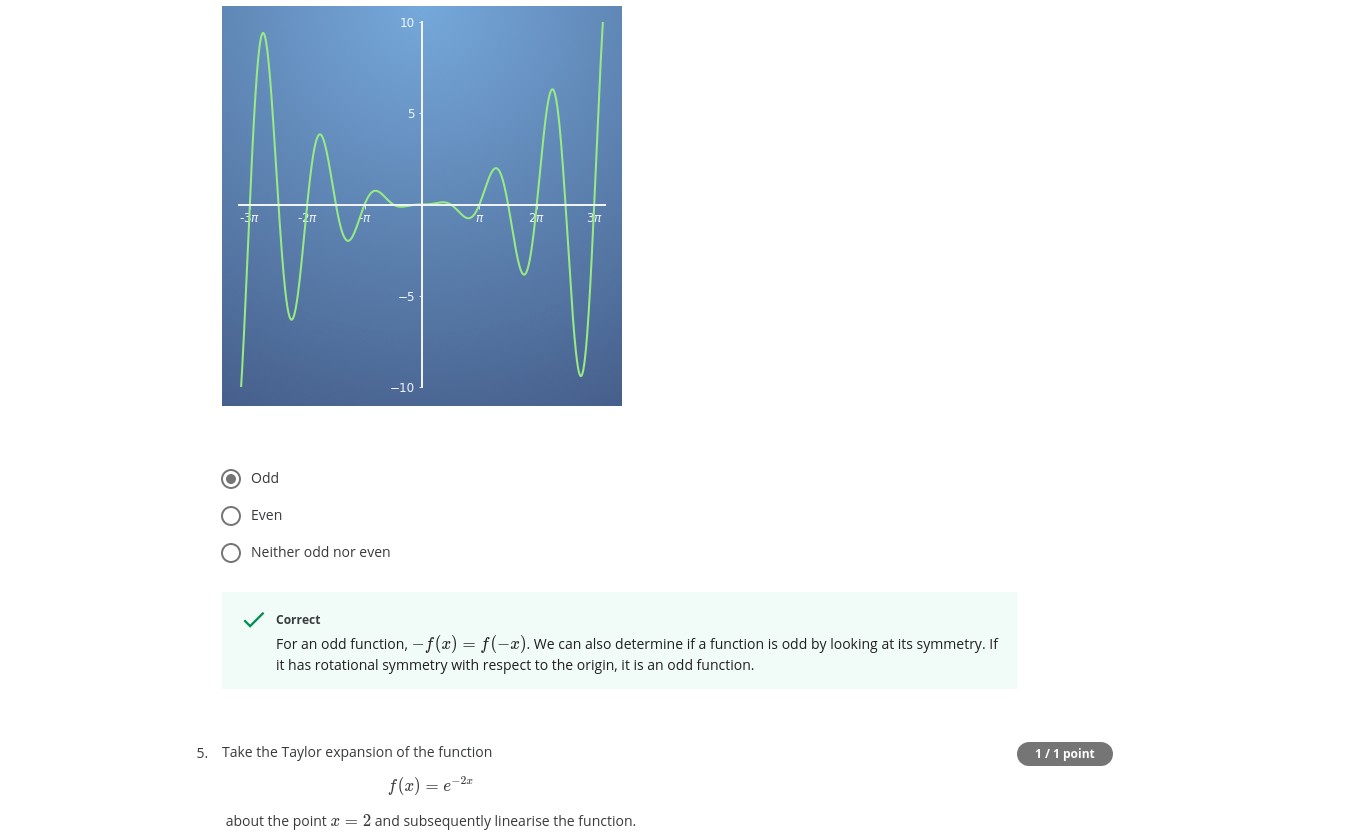 10
5
-3π -2π -π π 2π 3π
−5
−10
Odd
Even
Neither odd nor even
Correct
For an odd function, −f(x) = f(−x). We can also determine if a function is odd by looking at its symmetry. If
it has rotational symmetry with respect to the origin, it is an odd function.
5. Take the Taylor expansion of the function 1 / 1 point
f(x) = e⁻²ˣ
about the point x = 2 and subsequently linearise the function.